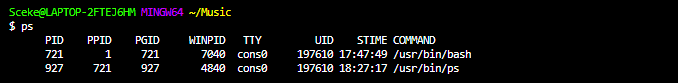 Sceke@LAPTOP-2FTEJ6HM MINGW64 ~/Music
$ ps
PID PPID PGID WINPID TTY UID STIME COMMAND
721 1 721 7040 cons0 197610 17:47:49 /usr/bin/bash
927 721 927 4840 cons0 197610 18:27:17 /usr/bin/ps